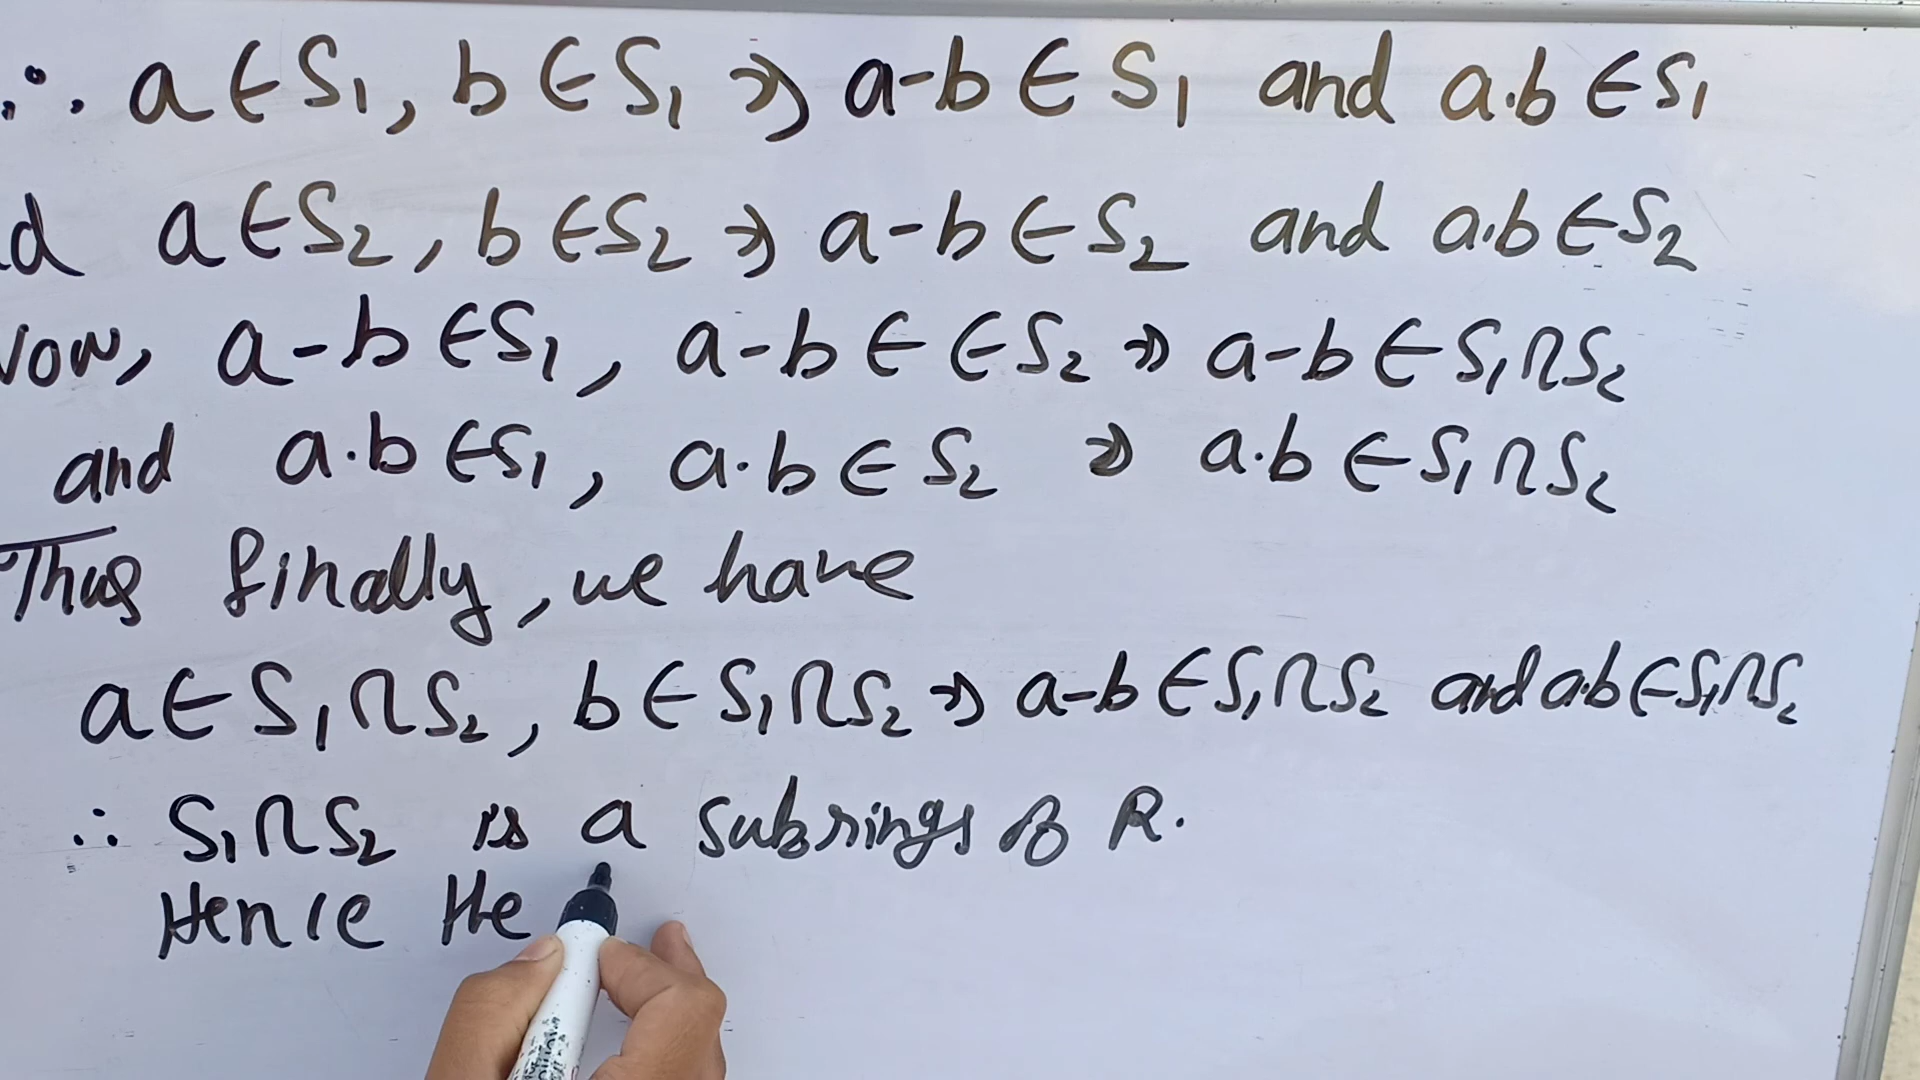 ∴ a ∈ S₁, b ∈ S₁ ⇒ a-b ∈ S₁ and a.b ∈ S₁
d a ∈ S₂, b ∈ S₂ ⇒ a-b ∈ S₂ and a.b ∈ S₂
Now, a-b ∈ S₁, a-b ∈ ∈ S₂ ⇒ a-b ∈ S₁∩S₂
and a.b ∈ S₁, a.b ∈ S₂ ⇒ a.b ∈ S₁∩S₂
Thus finally, we have
a ∈ S₁∩S₂, b ∈ S₁∩S₂ ⇒ a-b ∈ S₁∩S₂ and a.b ∈ S₁∩S₂
∴ S₁∩S₂ is a subrings of R.
Hence the